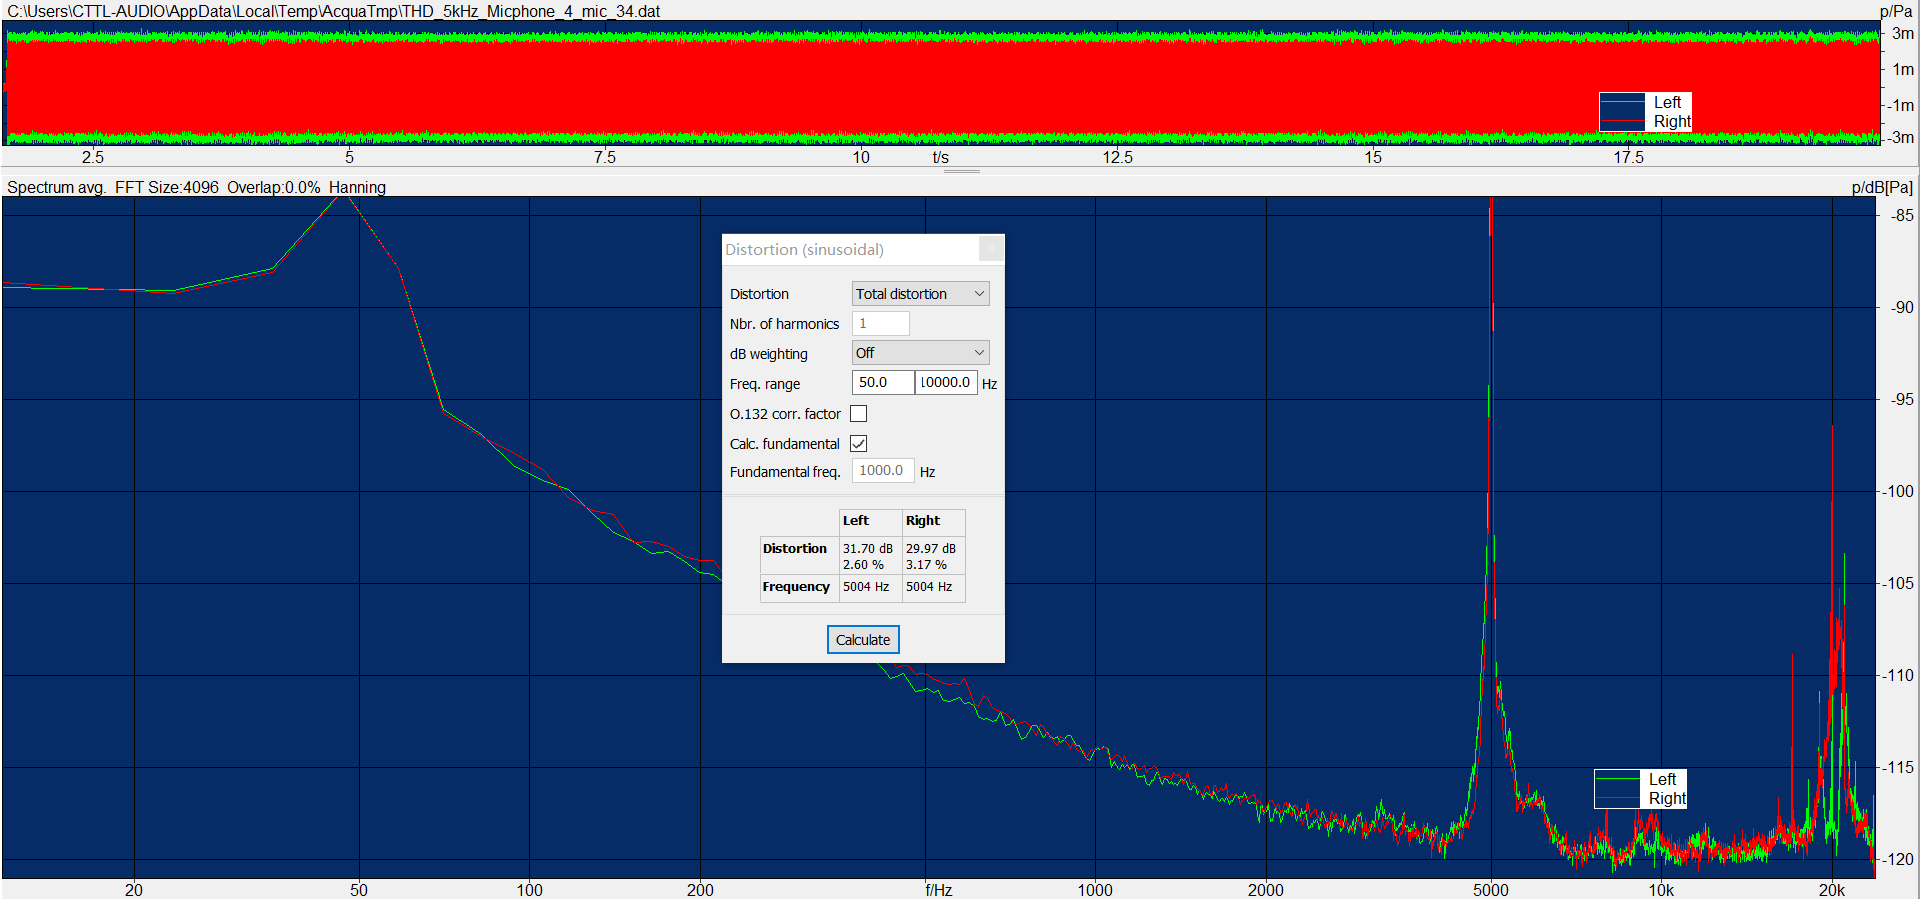 C:\Users\CTTL-AUDIO\AppData\Local\Temp\AcquaTmp\THD_5kHz_Micphone_4_mic_34.dat
p/Pa
3m
1m
-1m
-3m
Left
Right
2.5 5 7.5 10 f/s 12.5 15 17.5
Spectrum avg. FFT Size:4096 Overlap:0.0% Hanning
p/dB[Pa]
-85
-90
-95
-100
-105
-110
-115
-120
Distortion (sinusoidal)
Distortion Total distortion
Nbr. of harmonics 1
dB weighting Off
Freq. range 50.0 10000.0 Hz
O.132 corr. factor
Calc. fundamental
Fundamental freq. 1000.0 Hz
Left Right
Distortion 31.70 dB 29.97 dB
2.60 % 3.17 %
Frequency 5004 Hz 5004 Hz
Calculate
Left
Right
20 50 100 200 f/Hz 1000 2000 5000 10k 20k